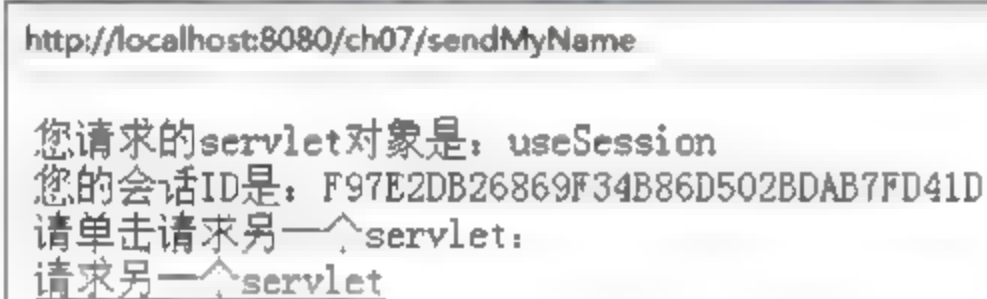 http://localhost:8080/ch07/sendMyName
您请求的servlet对象是：useSession
您的会话ID是：F97E2DB26869F34B86D502BDAB7FD41D
请单击请求另一个servlet：
请求另一个servlet